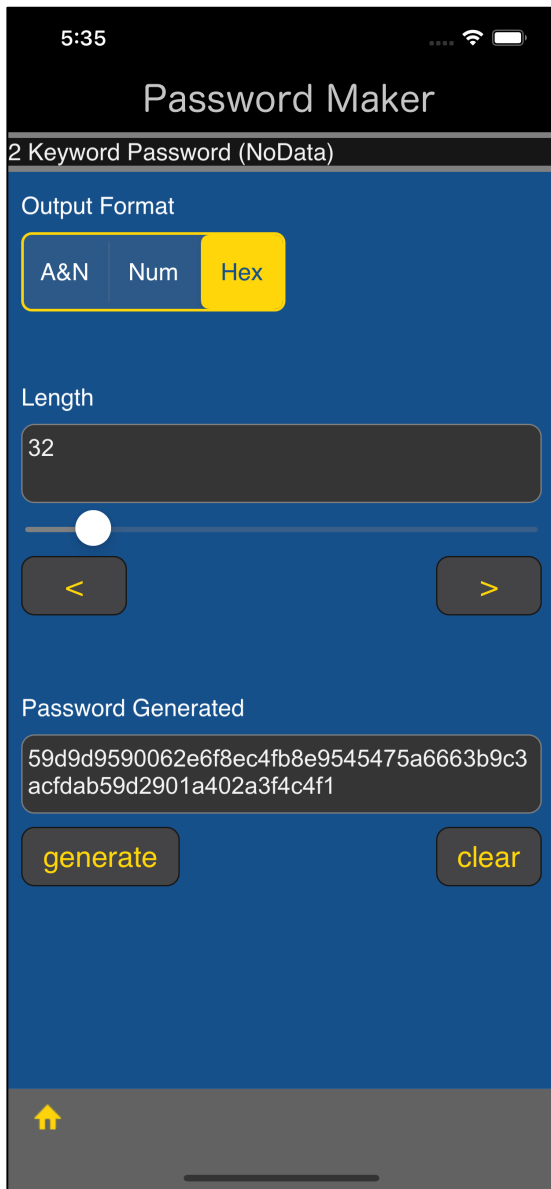 5:35
Password Maker
2 Keyword Password (NoData)
Output Format
A&N Num Hex
Length
32
< >
Password Generated
59d9d9590062e6f8ec4fb8e9545475a6663b9c3
acfdab59d2901a402a3f4c4f1
generate clear